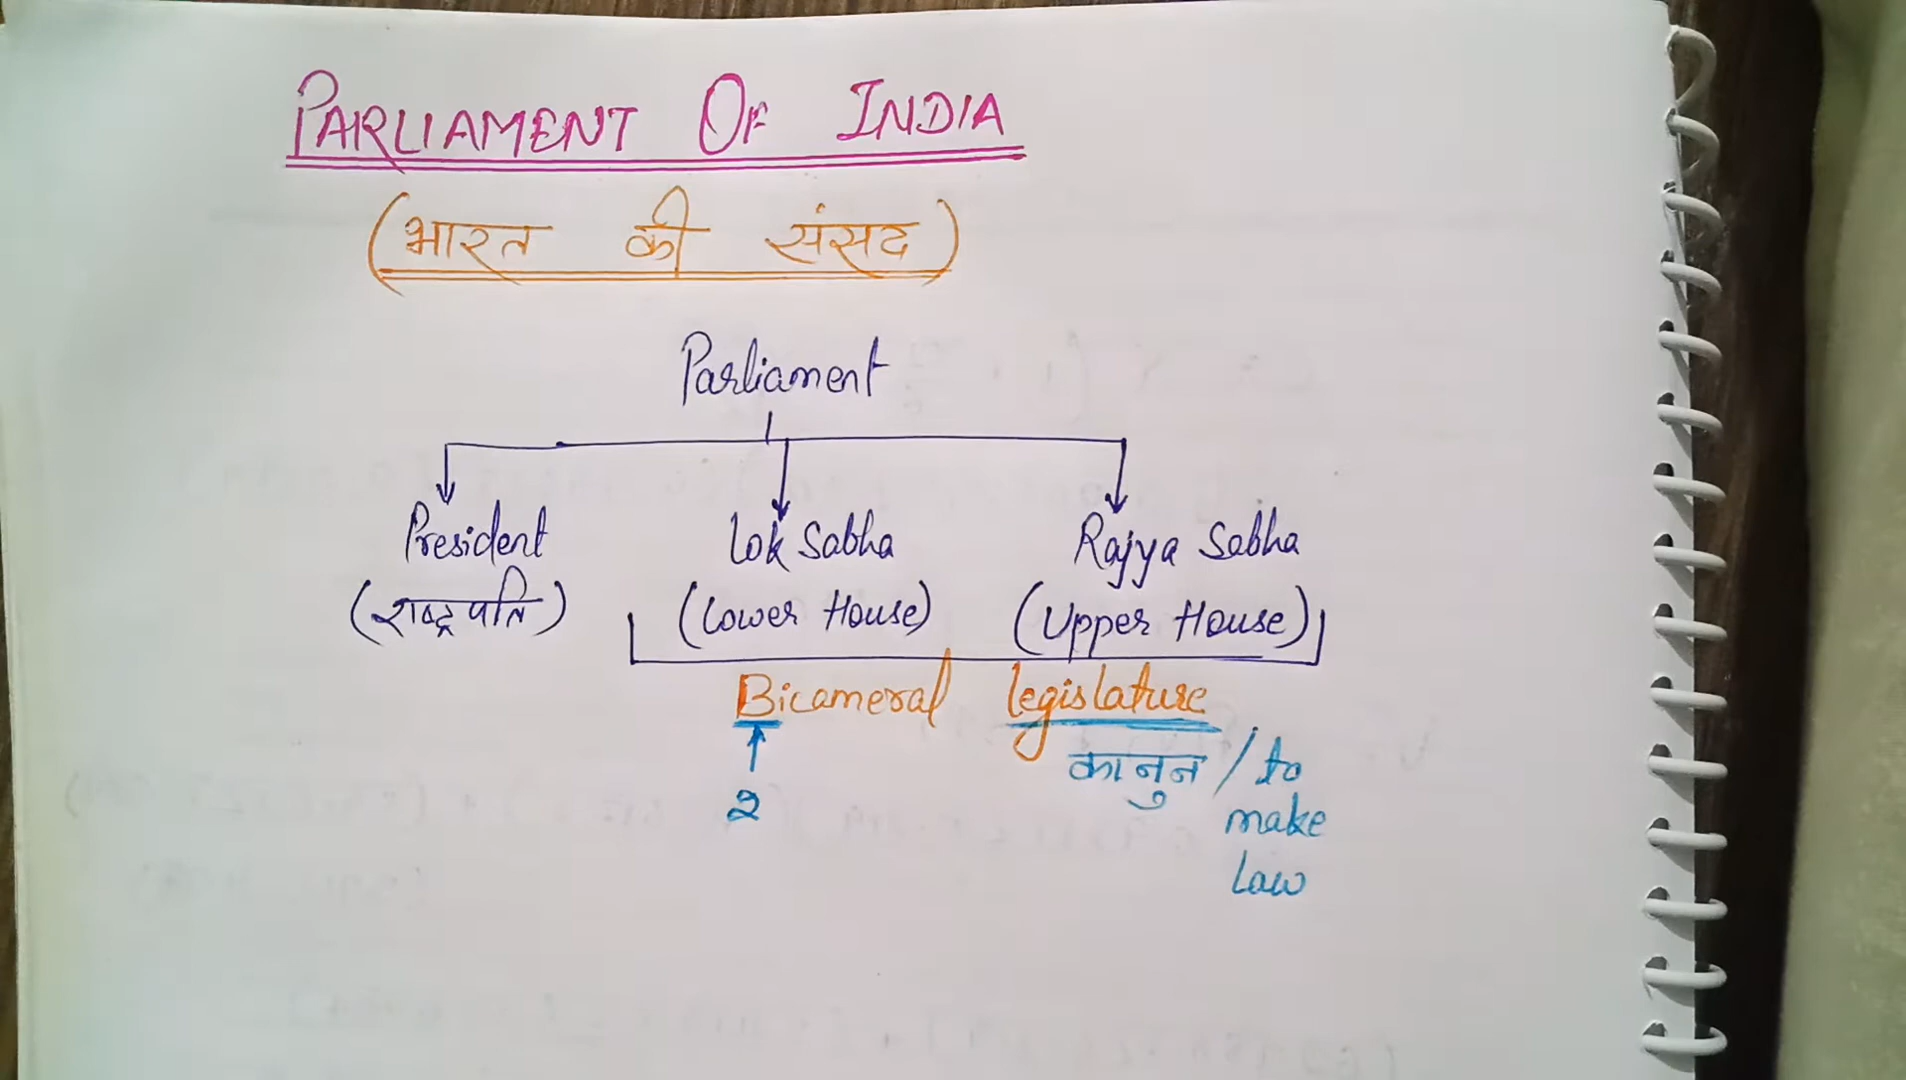 PARLIAMENT OF INDIA
(भारत की संसद)
Parliament
President Lok Sabha Rajya Sabha
(राष्ट्रपति) (Lower House) (Upper House)
Bicameral legislature
कानुन / to
2 make
Law